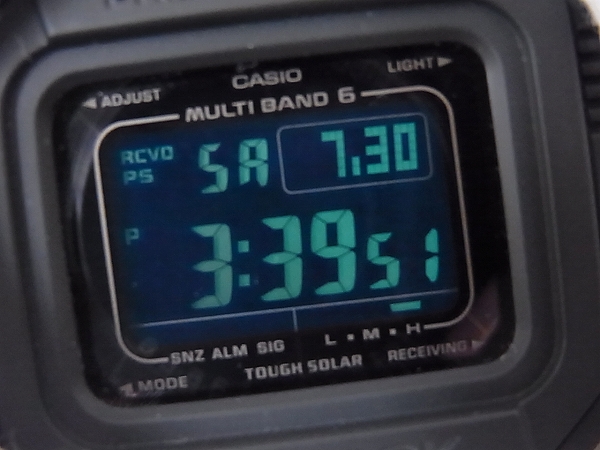 CASIO
LIGHT
ADJUST
MULTI BAND 6
RCVD
PS
SA 7.30
P
3:39 51
L • M • H
SNZ ALM SIG
RECEIVING
TOUGH SOLAR
MODE